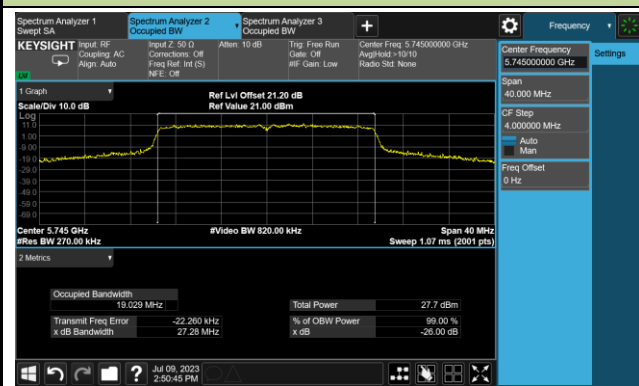 Spectrum Analyzer 1
Swept SA
Spectrum Analyzer 2
Occupied BW
Spectrum Analyzer 3
Occupied BW
+
Frequency
KEYSIGHT
Input: RF
Coupling: AC
Align: Auto
Input Z: 50 Ω
Corrections: Off
Freq Ref: Int (S)
NFE: Off
Atten: 10 dB
Trig: Free Run
Gate: Off
#IF Gain: Low
Center Freq: 5.745000000 GHz
Avg|Hold:>10/10
Radio Std: None
Center Frequency
5.745000000 GHz
Settings
Span
40.000 MHz
CF Step
4.000000 MHz
Auto
Man
Freq Offset
0 Hz
1 Graph
Scale/Div 10.0 dB
Ref Lvl Offset 21.20 dB
Ref Value 21.00 dBm
Log
11.0
1.00
-9.00
-19.0
-29.0
-39.0
-49.0
-59.0
-69.0
Center 5.745 GHz
#Res BW 270.00 kHz
#Video BW 820.00 kHz
Span 40 MHz
Sweep 1.07 ms (2001 pts)
2 Metrics
Occupied Bandwidth
19.029 MHz
Total Power 27.7 dBm
Transmit Freq Error -22.260 kHz
% of OBW Power 99.00 %
x dB Bandwidth 27.28 MHz
x dB -26.00 dB
?
Jul 09, 2023
2:50:45 PM